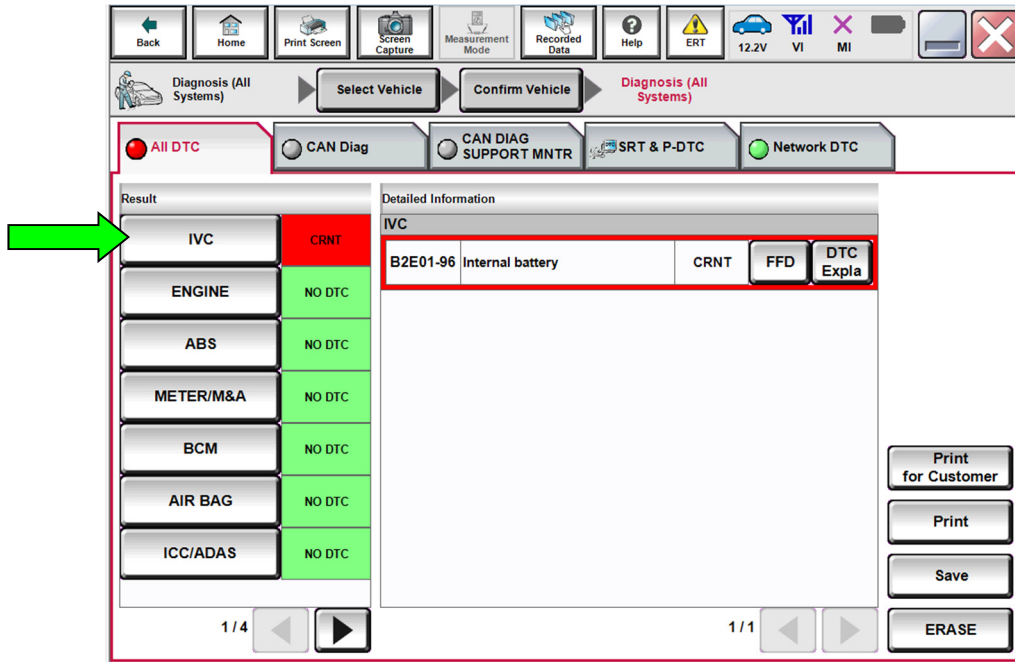 Back
Home
Print Screen
Screen
Capture
Measurement
Mode
Recorded
Data
Help
ERT
12.2V
VI
MI
Diagnosis (All
Systems)
Select Vehicle
Confirm Vehicle
Diagnosis (All
Systems)
All DTC
CAN Diag
CAN DIAG
SUPPORT MNTR
SRT & P-DTC
Network DTC
Result
Detailed Information
IVC
IVC CRNT
B2E01-96 Internal battery CRNT FFD DTC
Expla
ENGINE NO DTC
ABS NO DTC
METER/M&A NO DTC
BCM NO DTC
AIR BAG NO DTC
ICC/ADAS NO DTC
Print
for Customer
Print
Save
1/4
1/1
ERASE